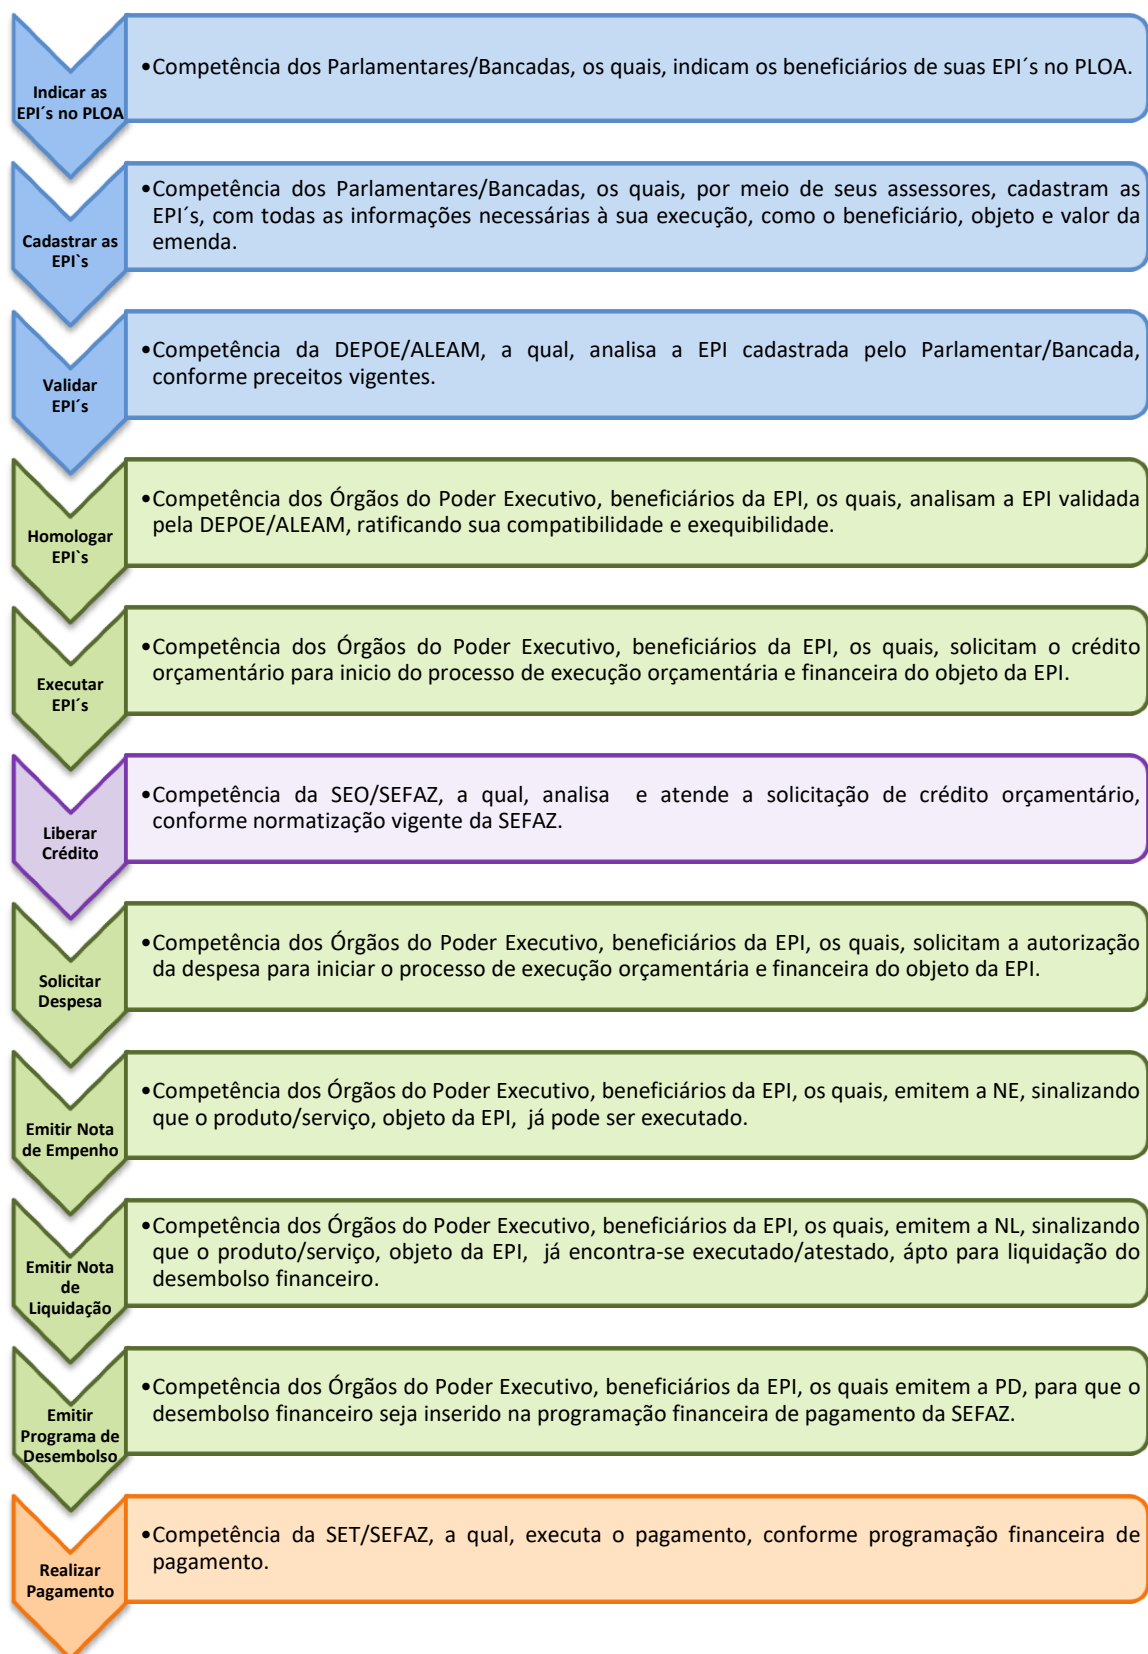 Indicar as
EPI´s no PLOA
•Competência dos Parlamentares/Bancadas, os quais, indicam os beneficiários de suas EPI´s no PLOA.
Cadastrar as
EPI`s
•Competência dos Parlamentares/Bancadas, os quais, por meio de seus assessores, cadastram as
EPI´s, com todas as informações necessárias à sua execução, como o beneficiário, objeto e valor da
emenda.
Validar
EPI´s
•Competência da DEPOE/ALEAM, a qual, analisa a EPI cadastrada pelo Parlamentar/Bancada,
conforme preceitos vigentes.
Homologar
EPI`s
•Competência dos Órgãos do Poder Executivo, beneficiários da EPI, os quais, analisam a EPI validada
pela DEPOE/ALEAM, ratificando sua compatibilidade e exequibilidade.
Executar
EPI´s
•Competência dos Órgãos do Poder Executivo, beneficiários da EPI, os quais, solicitam o crédito
orçamentário para inicio do processo de execução orçamentária e financeira do objeto da EPI.
Liberar
Crédito
•Competência da SEO/SEFAZ, a qual, analisa e atende a solicitação de crédito orçamentário,
conforme normatização vigente da SEFAZ.
Solicitar
Despesa
•Competência dos Órgãos do Poder Executivo, beneficiários da EPI, os quais, solicitam a autorização
da despesa para iniciar o processo de execução orçamentária e financeira do objeto da EPI.
Emitir Nota
de Empenho
•Competência dos Órgãos do Poder Executivo, beneficiários da EPI, os quais, emitem a NE, sinalizando
que o produto/serviço, objeto da EPI, já pode ser executado.
Emitir Nota
de
Liquidação
•Competência dos Órgãos do Poder Executivo, beneficiários da EPI, os quais, emitem a NL, sinalizando
que o produto/serviço, objeto da EPI, já encontra-se executado/atestado, ápto para liquidação do
desembolso financeiro.
Emitir
Programa de
Desembolso
•Competência dos Órgãos do Poder Executivo, beneficiários da EPI, os quais emitem a PD, para que o
desembolso financeiro seja inserido na programação financeira de pagamento da SEFAZ.
Realizar
Pagamento
•Competência da SET/SEFAZ, a qual, executa o pagamento, conforme programação financeira de
pagamento.